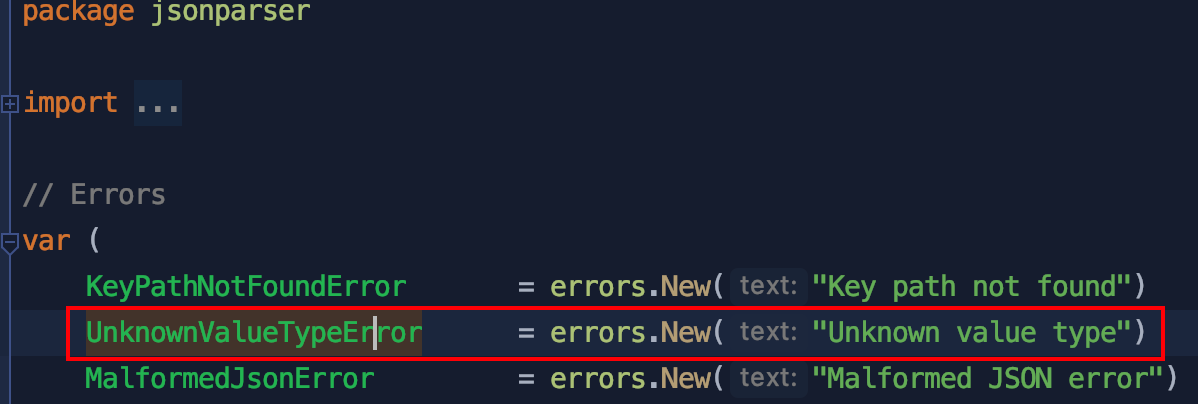 package jsonparser
import ...
// Errors
var (
KeyPathNotFoundError = errors.New( text: "Key path not found")
UnknownValueTypeError = errors.New( text: "Unknown value type")
MalformedJsonError = errors.New( text: "Malformed JSON error")